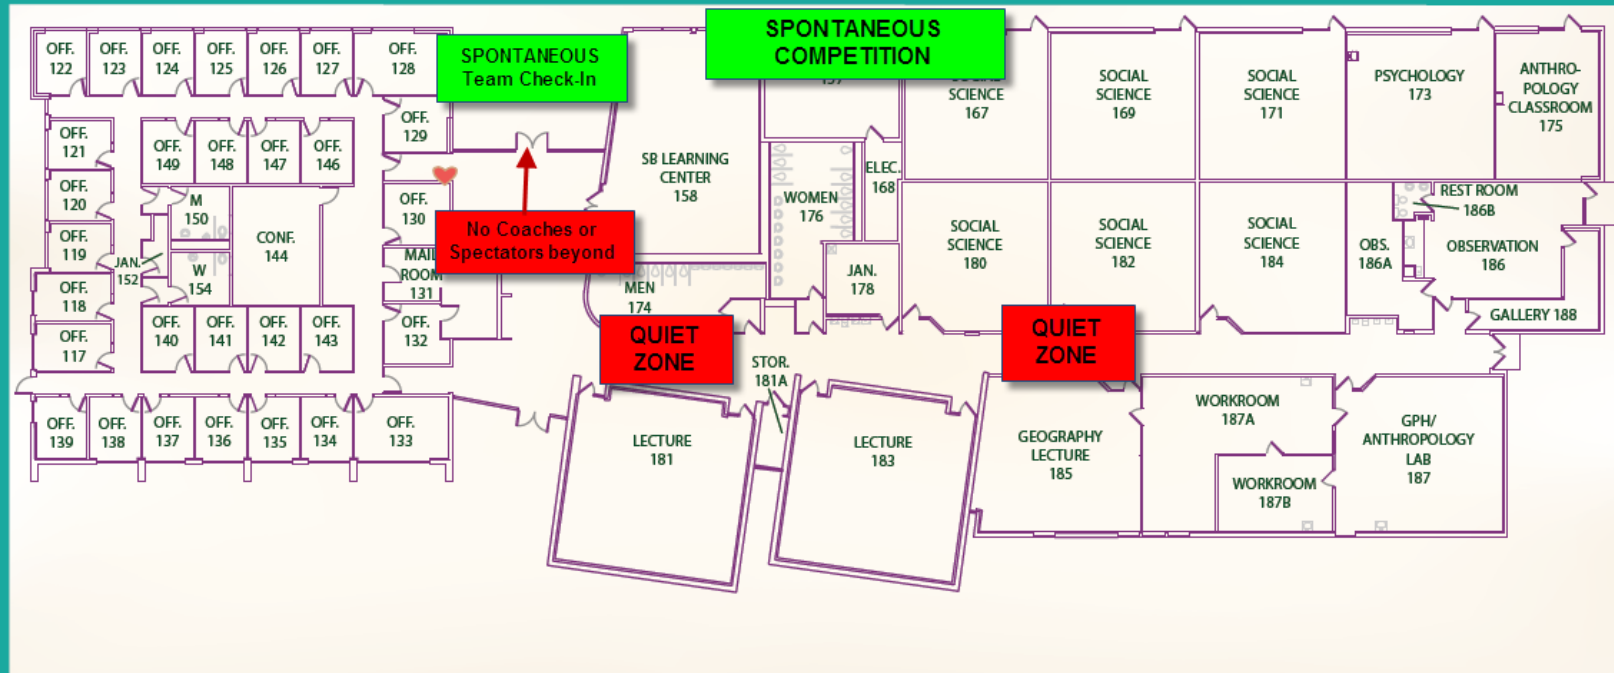 SPONTANEOUS
COMPETITION
SPONTANEOUS
Team Check-In
No Coaches or
Spectators beyond
QUIET
ZONE
QUIET
ZONE
OFF.
122
OFF.
123
OFF.
124
OFF.
125
OFF.
126
OFF.
127
OFF.
128
OFF.
129
OFF.
121
OFF.
149
OFF.
148
OFF.
147
OFF.
146
OFF.
120
M
150
CONF.
144
OFF.
130
OFF.
119
JAN.
152
W
154
MAIL
ROOM
131
OFF.
118
OFF.
117
OFF.
140
OFF.
141
OFF.
142
OFF.
143
OFF.
132
OFF.
139
OFF.
138
OFF.
137
OFF.
136
OFF.
135
OFF.
134
OFF.
133
SB LEARNING
CENTER
158
WOMEN
176
ELEC.
168
JAN.
178
MEN
174
STOR.
181A
LECTURE
181
LECTURE
183
SOCIAL
SCIENCE
167
SOCIAL
SCIENCE
169
SOCIAL
SCIENCE
171
PSYCHOLOGY
173
ANTHRO-
POLOGY
CLASSROOM
175
SOCIAL
SCIENCE
180
SOCIAL
SCIENCE
182
SOCIAL
SCIENCE
184
OBS.
186A
REST ROOM
186B
OBSERVATION
186
GALLERY 188
GEOGRAPHY
LECTURE
185
WORKROOM
187A
WORKROOM
187B
GPH/
ANTHROPOLOGY
LAB
187